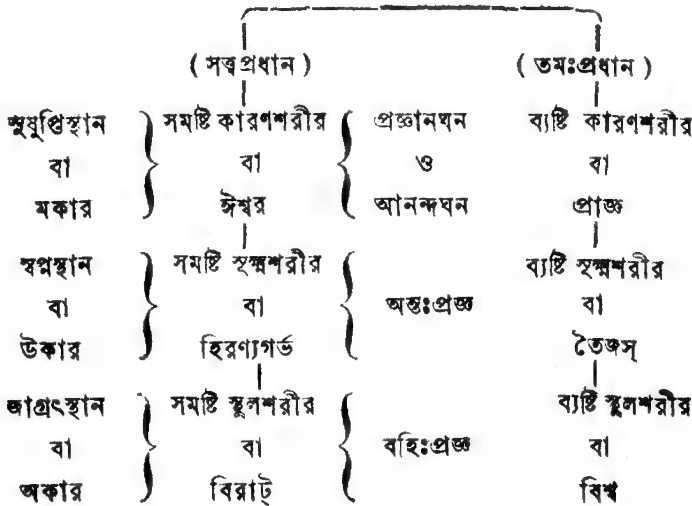 ( সত্ত্বপ্রধান ) ( তমঃপ্রধান )
সুষুপ্তিস্থান সমষ্টি কারণশরীর প্রজ্ঞানঘন ব্যষ্টি কারণশরীর
বা বা ও বা
মকার ঈশ্বর আনন্দঘন প্রাজ্ঞ
স্বপ্নস্থান সমষ্টি সূক্ষ্মশরীর ব্যষ্টি সূক্ষ্মশরীর
বা বা অন্তঃপ্রজ্ঞ বা
উকার হিরণ্যগর্ভ তৈজস্
জাগ্রৎস্থান সমষ্টি স্থূলশরীর ব্যষ্টি স্থূলশরীর
বা বা বহিঃপ্রজ্ঞ বা
অকার বিরাট্ বিশ্ব